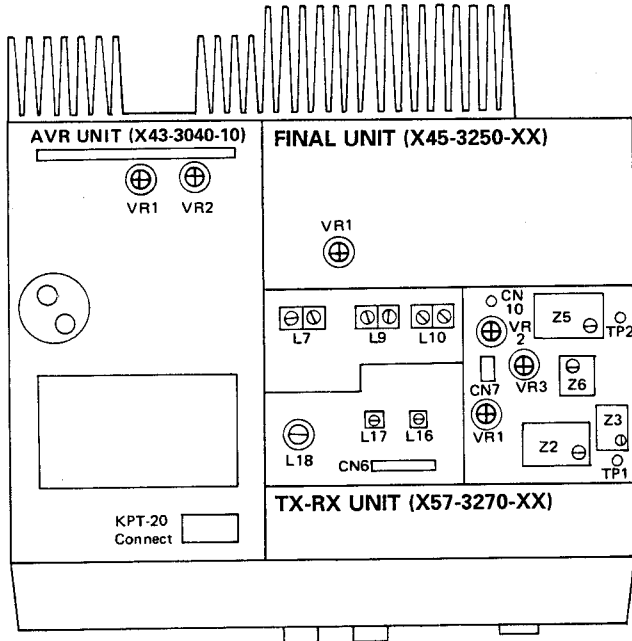 AVR UNIT (X43-3040-10)
FINAL UNIT (X45-3250-XX)
VR1
VR2
VR1
L7
L9
L10
CN
10
VR
2
Z5
TP2
CN7
VR3
Z6
L18
L17
L16
VR1
Z2
Z3
CN6
TP1
KPT-20
Connect
TX-RX UNIT (X57-3270-XX)